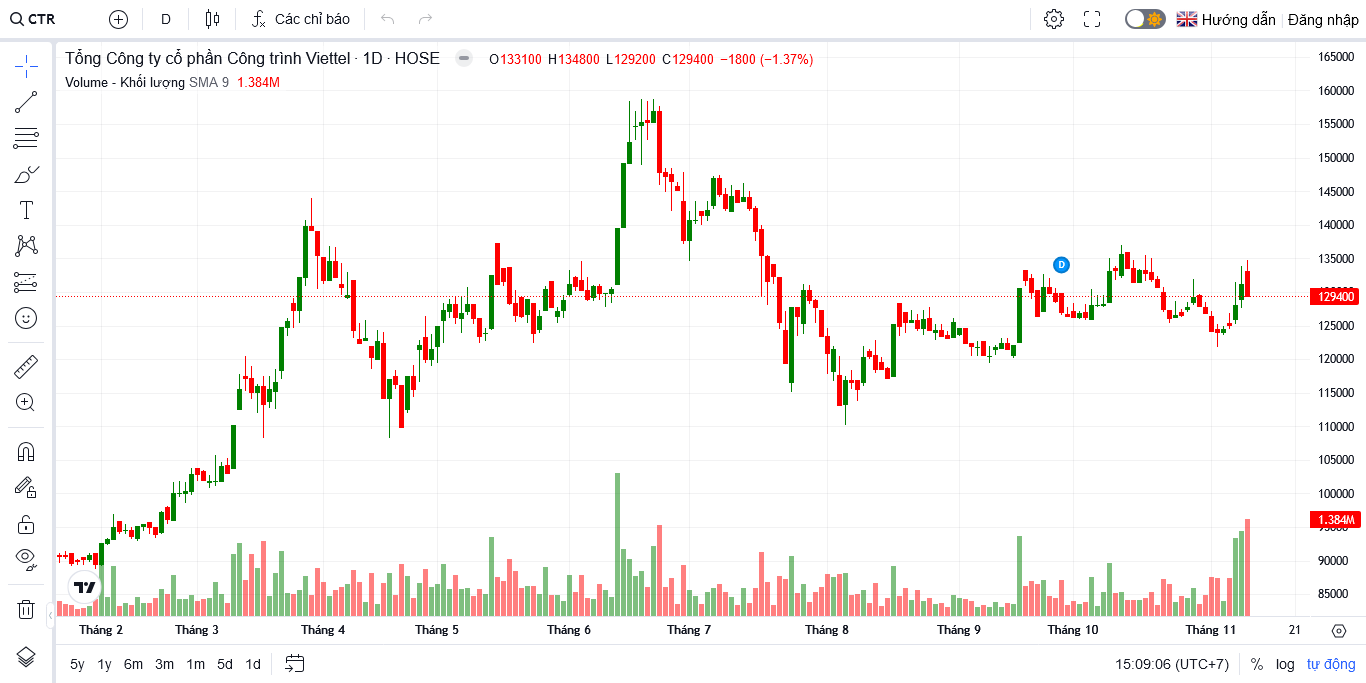 CTR
D
Các chỉ báo
Hướng dẫn
Đăng nhập
Tổng Công ty cổ phần Công trình Viettel · 1D · HOSE
O133100 H134800 L129200 C129400 −1800 (−1.37%)
Volume - Khối lượng SMA 9 1.384M
165000
160000
155000
150000
145000
140000
135000
129400
125000
120000
115000
110000
105000
100000
1.384M
90000
85000
D
Tháng 2
Tháng 3
Tháng 4
Tháng 5
Tháng 6
Tháng 7
Tháng 8
Tháng 9
Tháng 10
Tháng 11
21
5y 1y 6m 3m 1m 5d 1d
15:09:06 (UTC+7)
% log tự động